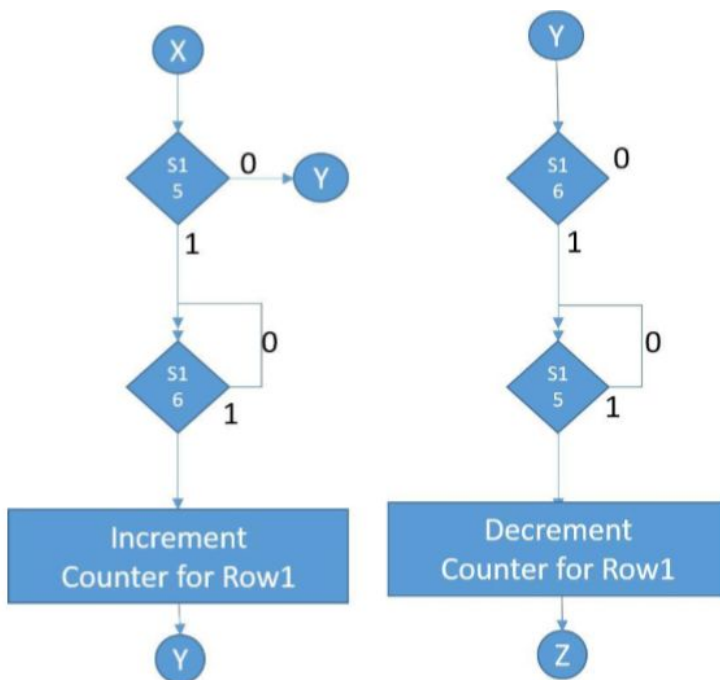 X
S1
5
0
Y
1
S1
6
0
1
Increment
Counter for Row1
Y
Y
S1
6
0
1
S1
5
0
1
Decrement
Counter for Row1
Z